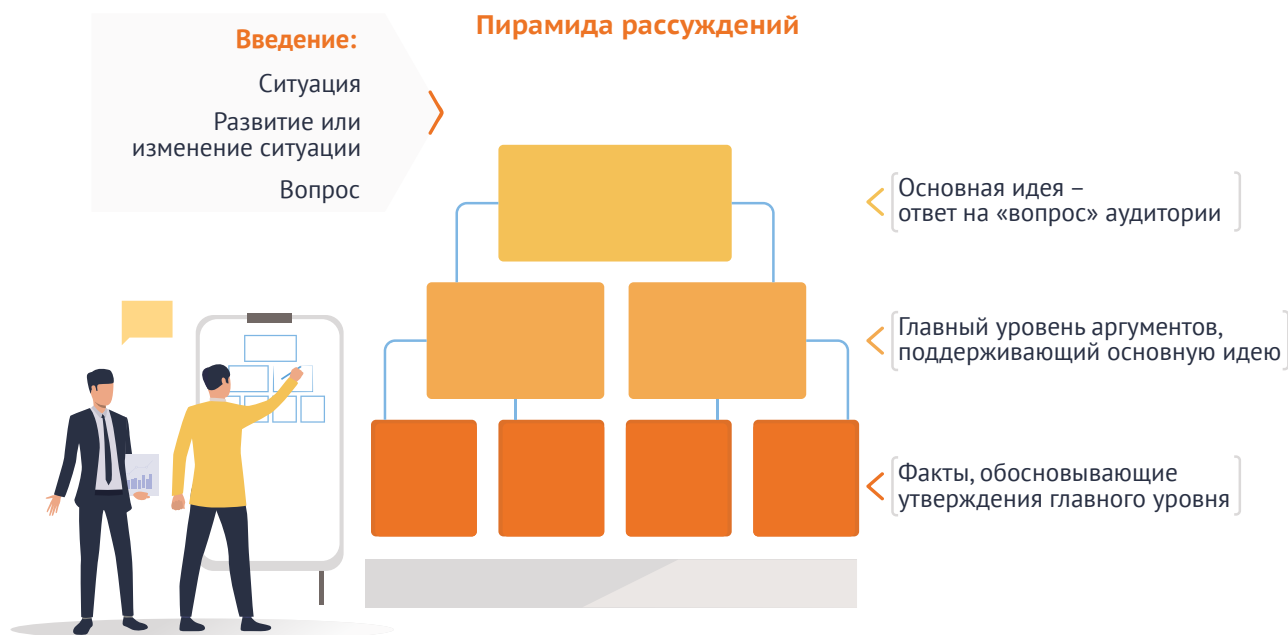 Пирамида рассуждений
Введение:
Ситуация
Развитие или
изменение ситуации
Вопрос
Основная идея –
ответ на «вопрос» аудитории
Главный уровень аргументов,
поддерживающий основную идею
Факты, обосновывающие
утверждения главного уровня